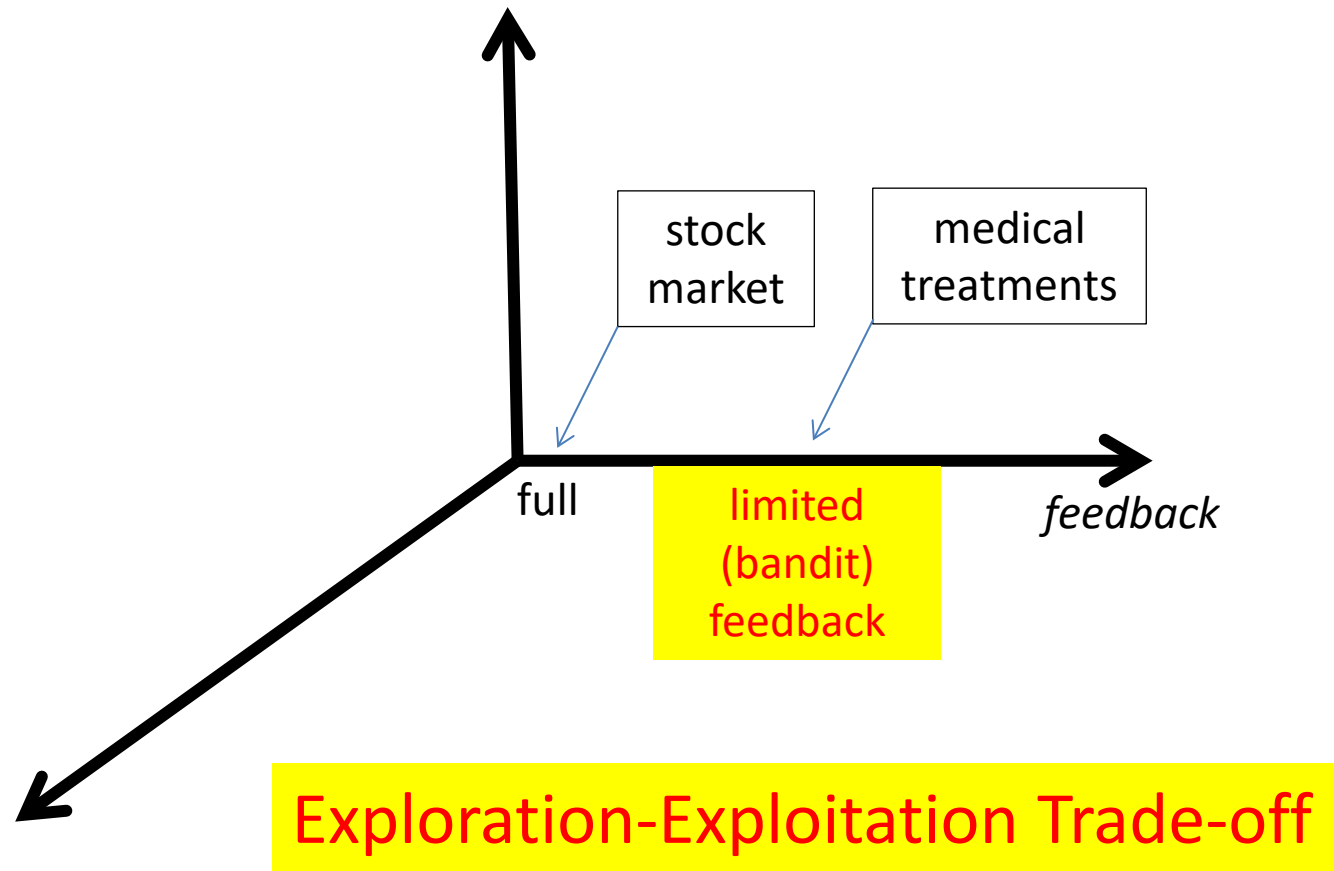 stock
market
medical
treatments
full
limited
(bandit)
feedback
feedback
Exploration-Exploitation Trade-off